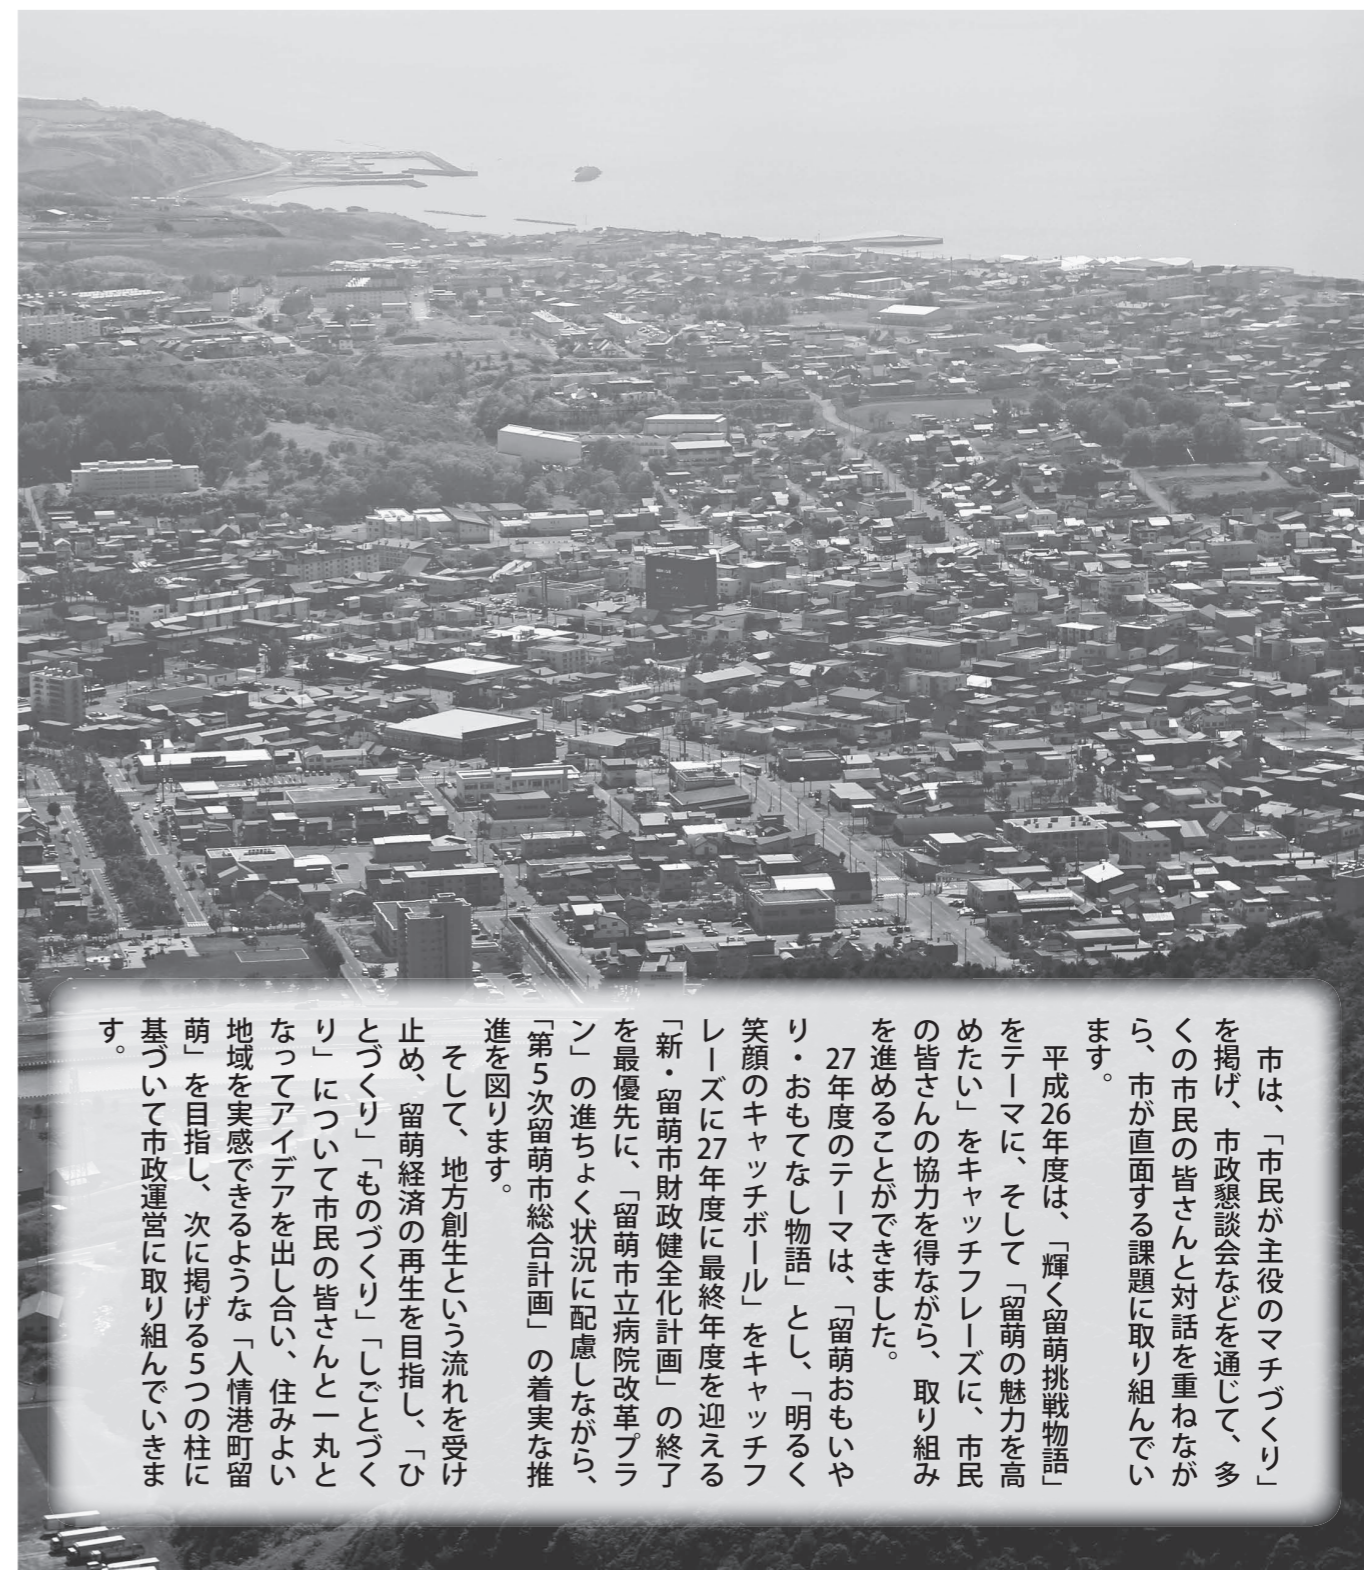 市は、「市民が主役のマチづくり」
を掲げ、市政懇談会などを通じて、多
くの市民の皆さんと対話を重ねなが
ら、市が直面する課題に取り組んでい
ます。
平成26年度は、「輝く留萌挑戦物語」
をテーマに、そして「留萌の魅力を高
めたい」をキャッチフレーズに、市民
の皆さんの協力を得ながら、取り組み
を進めることができました。
27年度のテーマは、「留萌おもいや
り・おもてなし物語」とし、「明るく
笑顔のキャッチボール」をキャッチフ
レーズに27年度に最終年度を迎える
「新・留萌市財政健全化計画」の終了
を最優先に、「留萌市立病院改革プラ
ン」の進ちょく状況に配慮しながら、
「第5次留萌市総合計画」の着実な推
進を図ります。
そして、地方創生という流れを受け
止め、留萌経済の再生を目指し、「ひ
とづくり」「ものづくり」「しごとづく
り」について市民の皆さんと一丸と
なってアイデアを出し合い、住みよい
地域を実感できるような「人情港町留
萌」を目指し、次に掲げる5つの柱に
基づいて市政運営に取り組んでいきま
す。